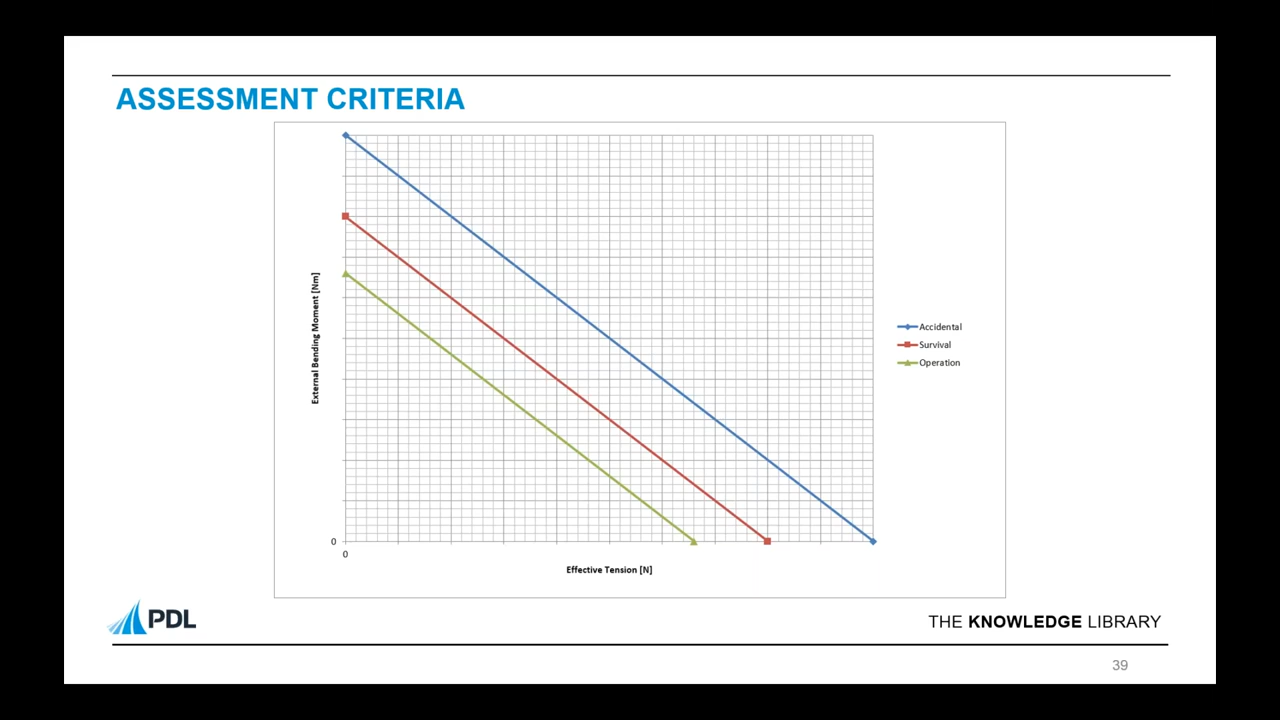 ASSESSMENT CRITERIA
External Bending Moment [Nm]
Accidental
Survival
Operation
0
0
Effective Tension [N]
PDL
THE KNOWLEDGE LIBRARY
39